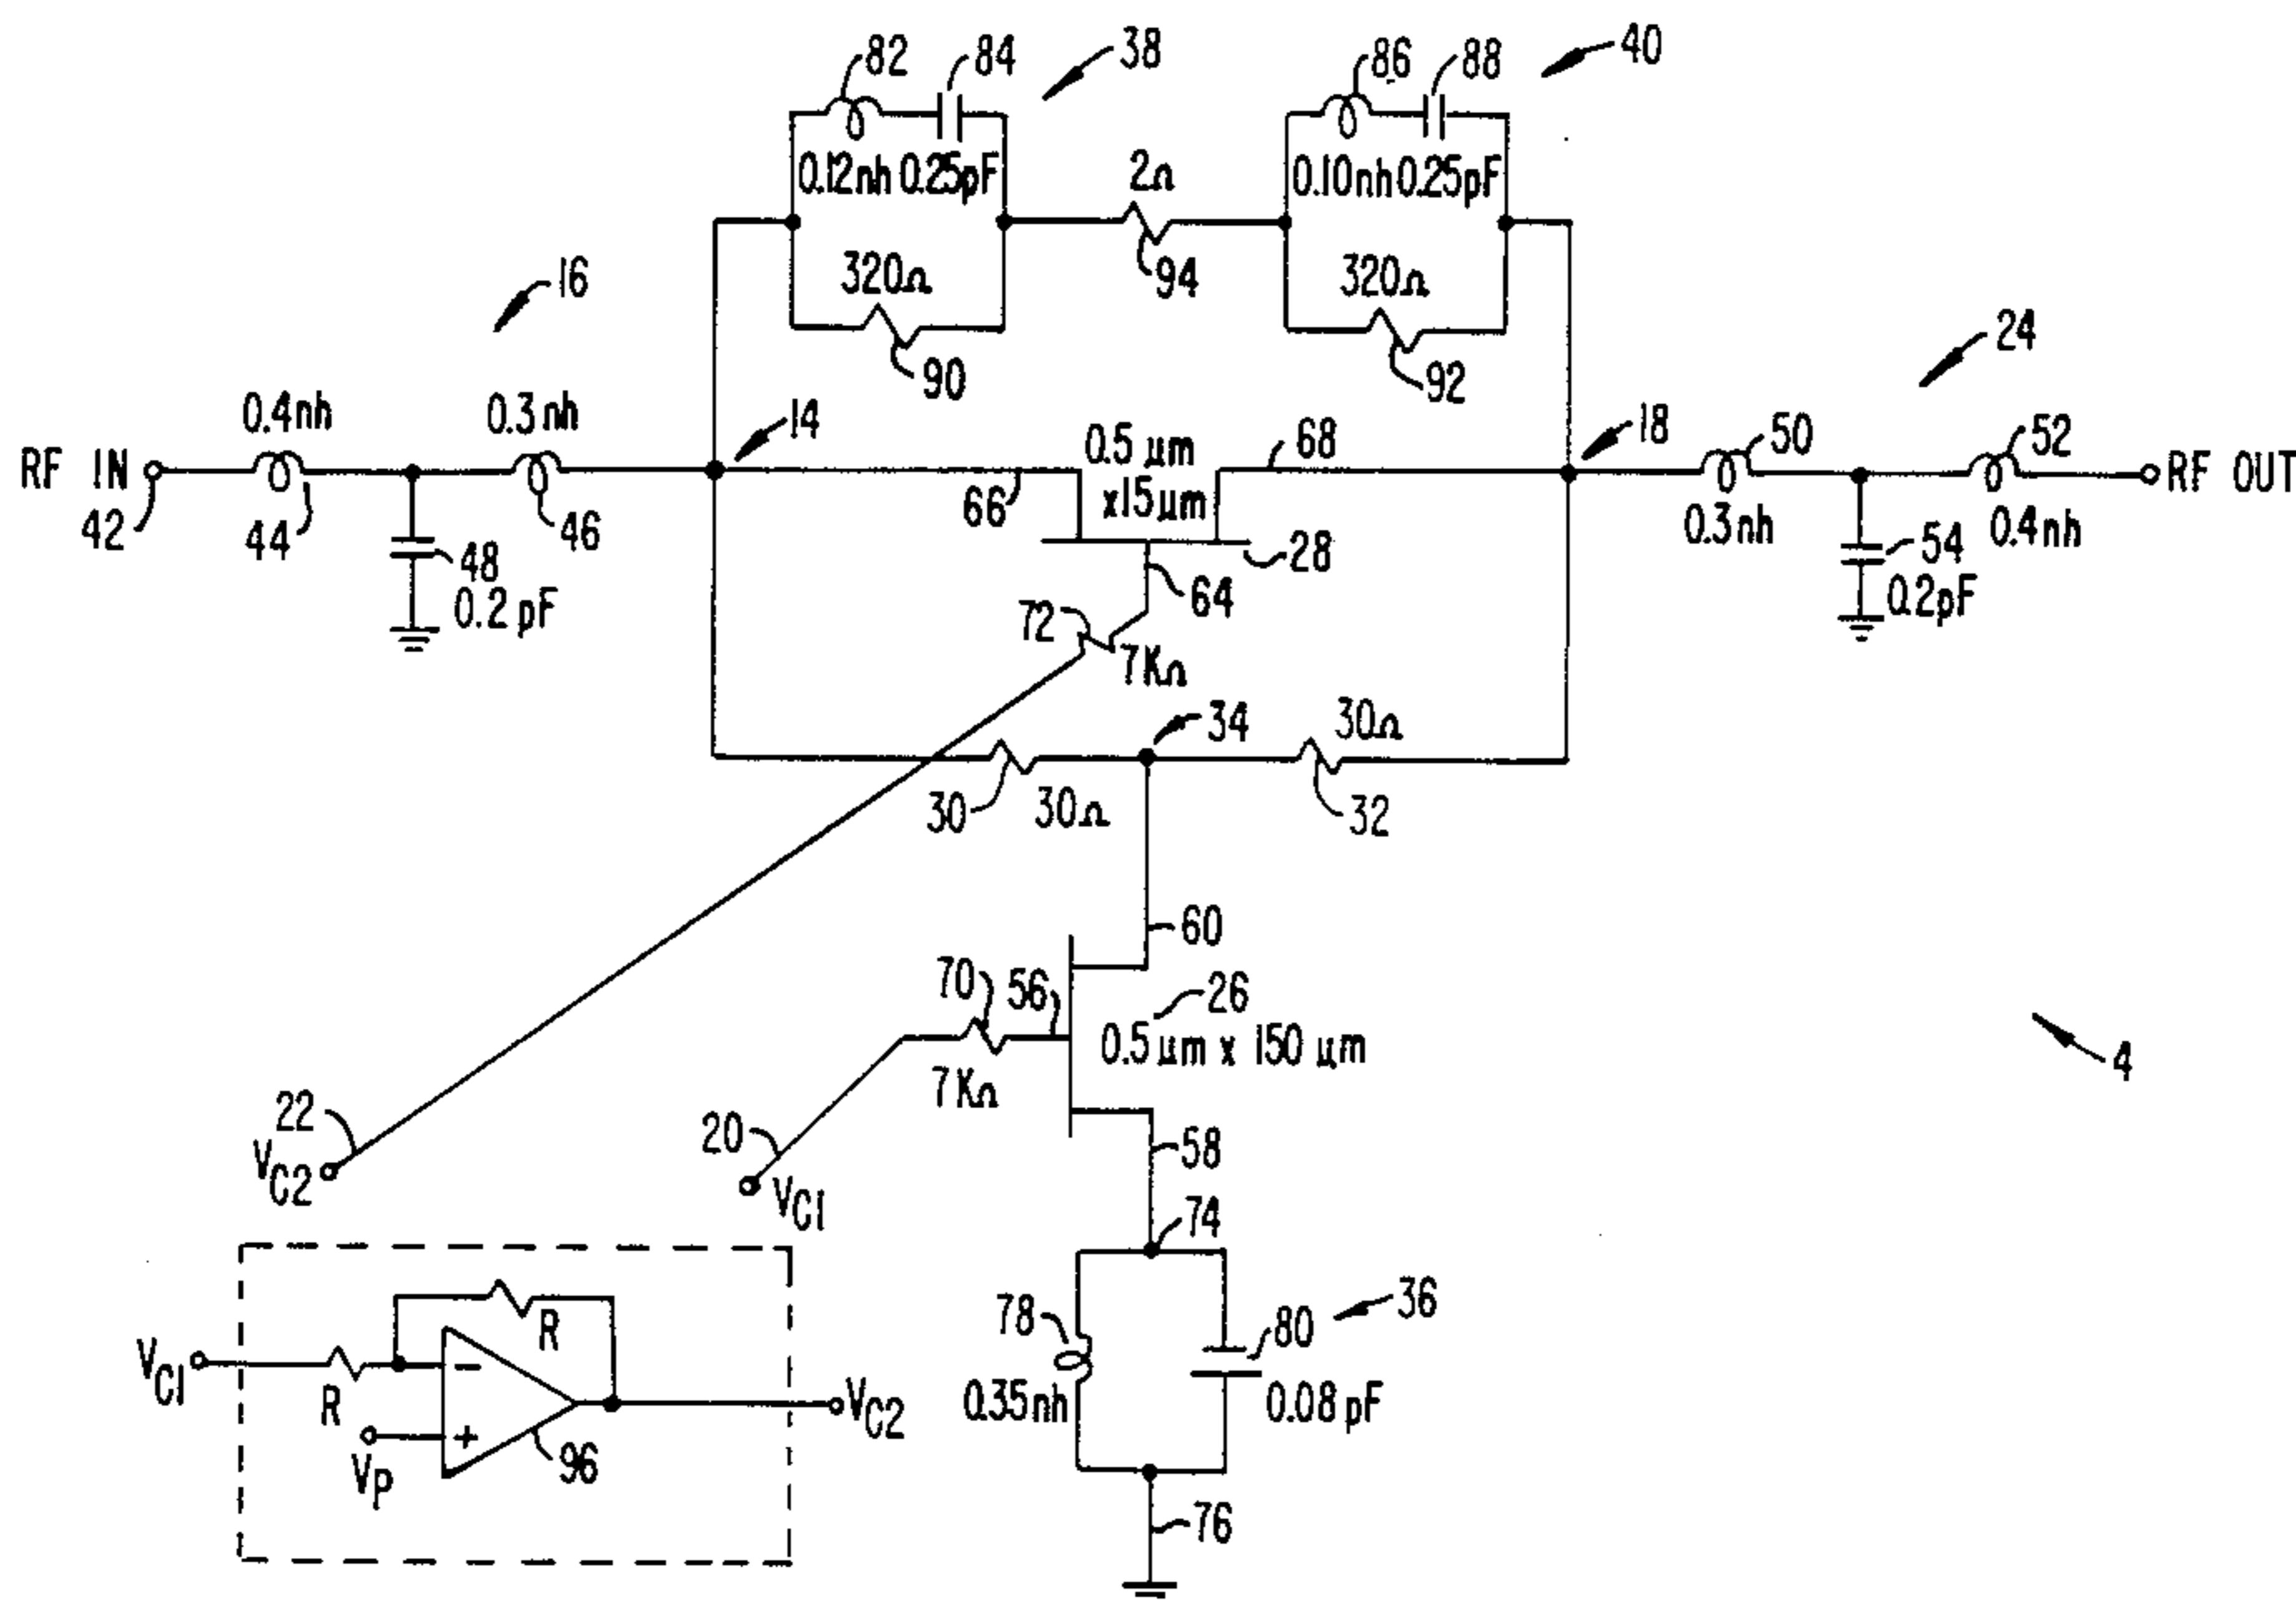 82 84 38 86 88 40
0.12nh 0.25pF 2Ω 0.10nh 0.25pF
94
16 320Ω 320Ω 24
90 92
0.4nh 0.3nh 14 0.5 μm 68 18 50 52
RF IN x15μm RF OUT
42 44 48 46 66 28 0.3nh 54 0.4nh
0.2 pF 64 0.2pF
72 7KΩ
34 30Ω
30 30Ω 32
60
70 56 26
0.5 μm x 150 μm
7KΩ 4
22 20 58
VC2 VC1 74
78 80 36
VC1 R R 0.35nh 0.08 pF
- VC2
+ 96
VP 76